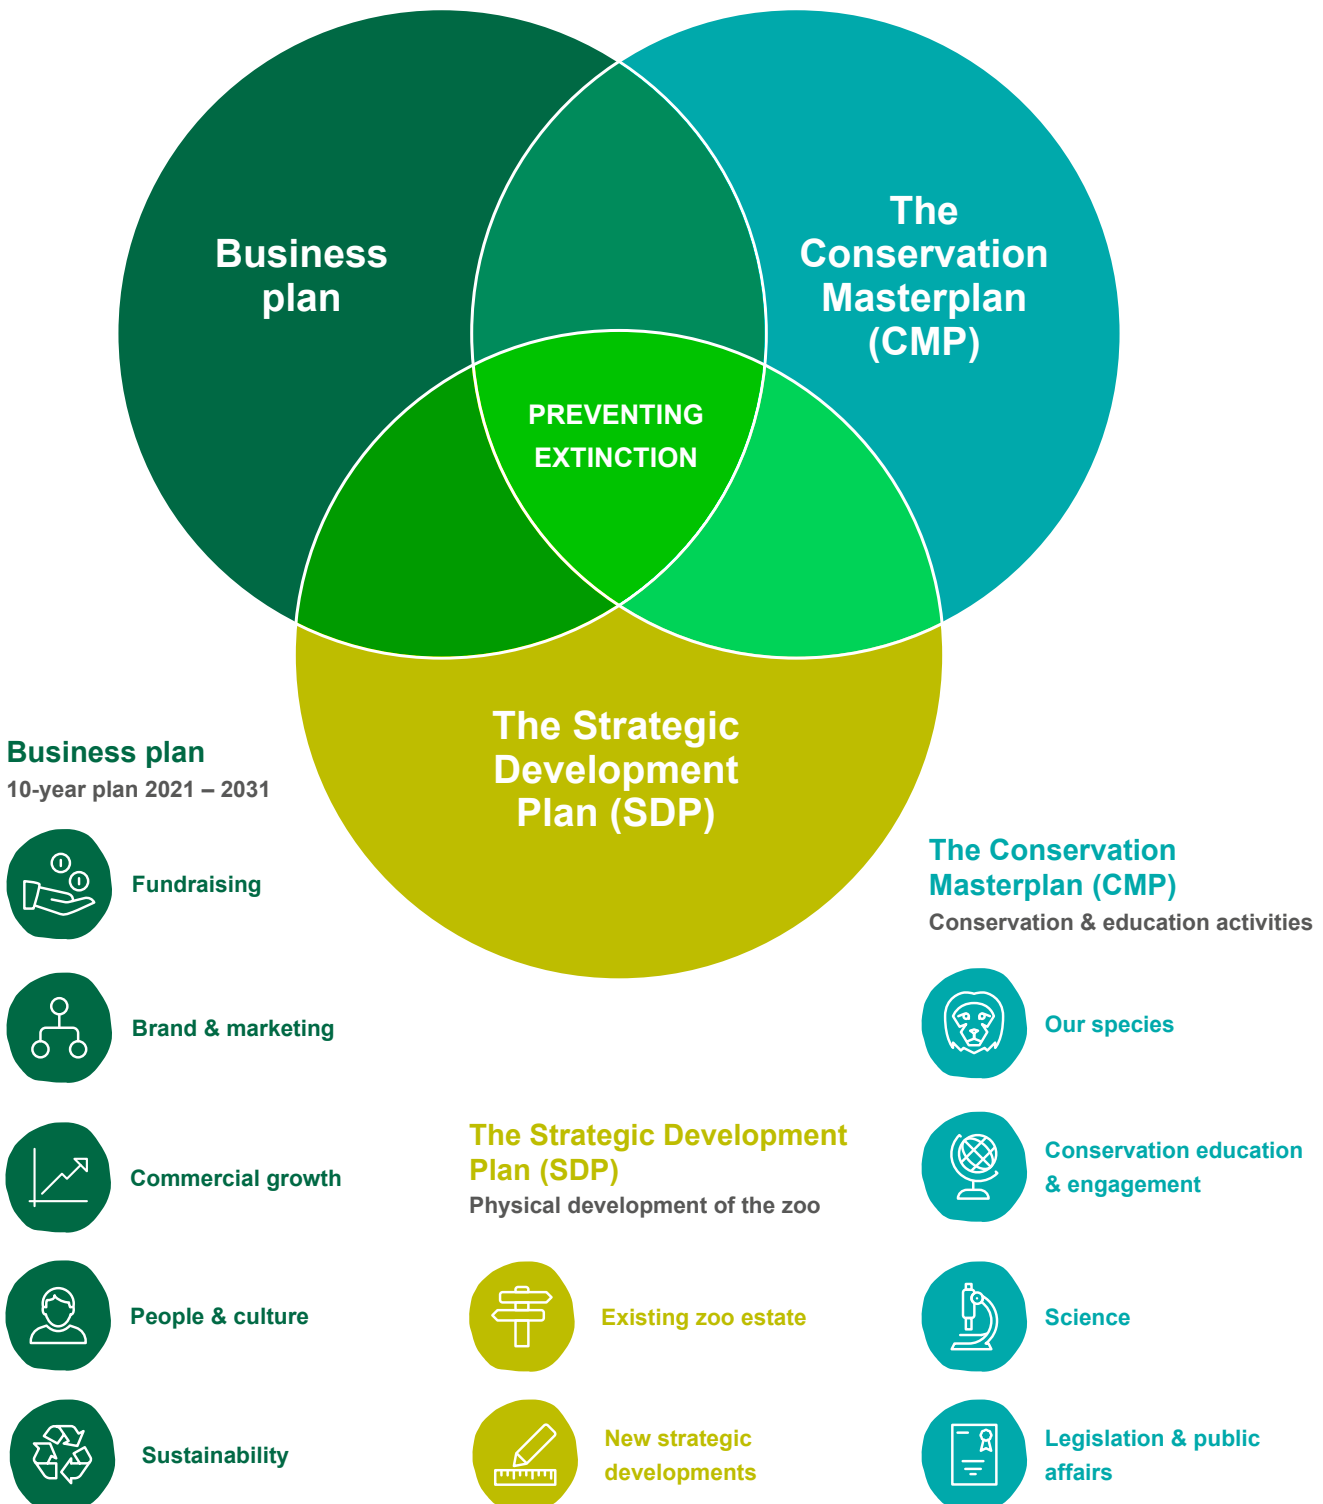 Business
plan
The
Conservation
Masterplan
(CMP)
PREVENTING
EXTINCTION
The Strategic
Development
Plan (SDP)
Business plan
10-year plan 2021 – 2031
Fundraising
Brand & marketing
Commercial growth
People & culture
Sustainability
The Strategic Development
Plan (SDP)
Physical development of the zoo
Existing zoo estate
New strategic
developments
The Conservation
Masterplan (CMP)
Conservation & education activities
Our species
Conservation education
& engagement
Science
Legislation & public
affairs